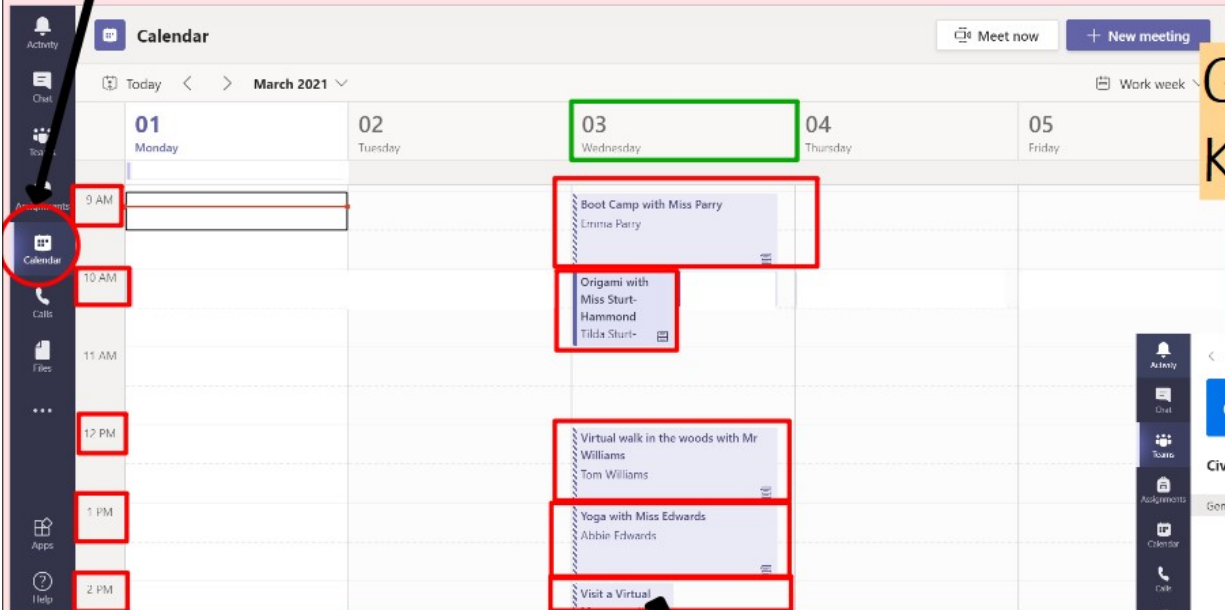 Activity
Chat
Assignments
Calendar
Calls
Files
Apps
Help
Calendar
Meet now
New meeting
Today
March 2021
Work week
01
Monday
02
Tuesday
03
Wednesday
04
Thursday
05
Friday
9 AM
10 AM
11 AM
12 PM
1 PM
2 PM
Boot Camp with Miss Parry
Emma Parry
Origami with
Miss Sturt-
Hammond
Tilda Sturt-
Virtual walk in the woods with Mr
Williams
Tom Williams
Yoga with Miss Edwards
Abbie Edwards
Visit a Virtual
K
Activity
Chat
Teams
Assignments
Calendar
Calls
Civ
Gen